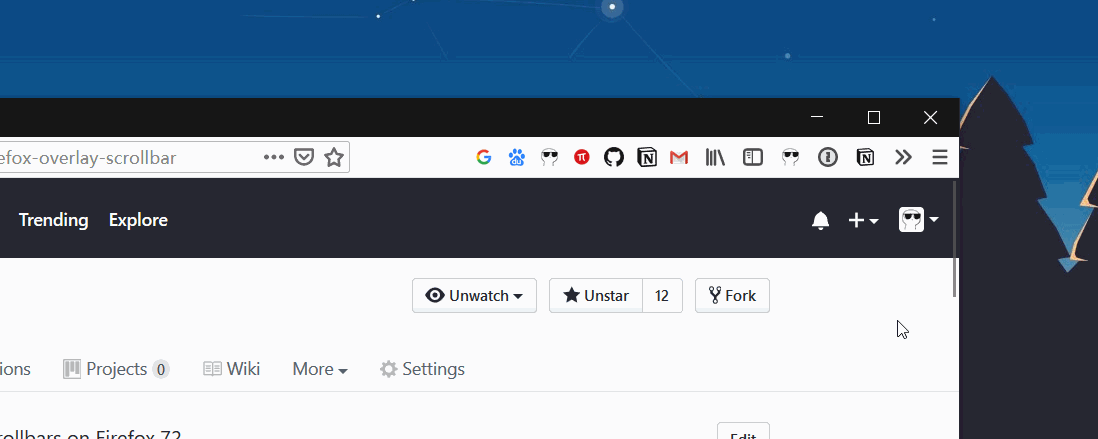 efox-overlay-scrollbar
Trending Explore
Unwatch Unstar 12 Fork
ions Projects 0 Wiki More Settings
rollbars on Firefox 72
Edit